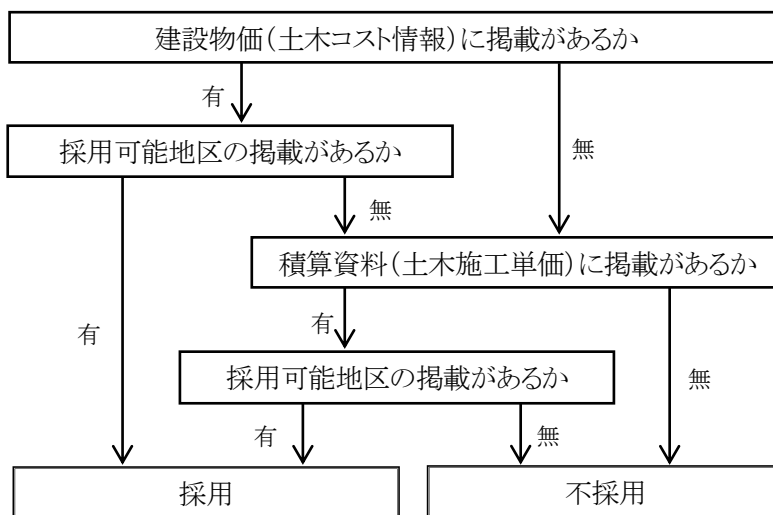 建設物価(土木コスト情報)に掲載があるか
有
採用可能地区の掲載があるか
無
無
積算資料(土木施工単価)に掲載があるか
有
有
採用可能地区の掲載があるか
無
有
無
採用
不採用